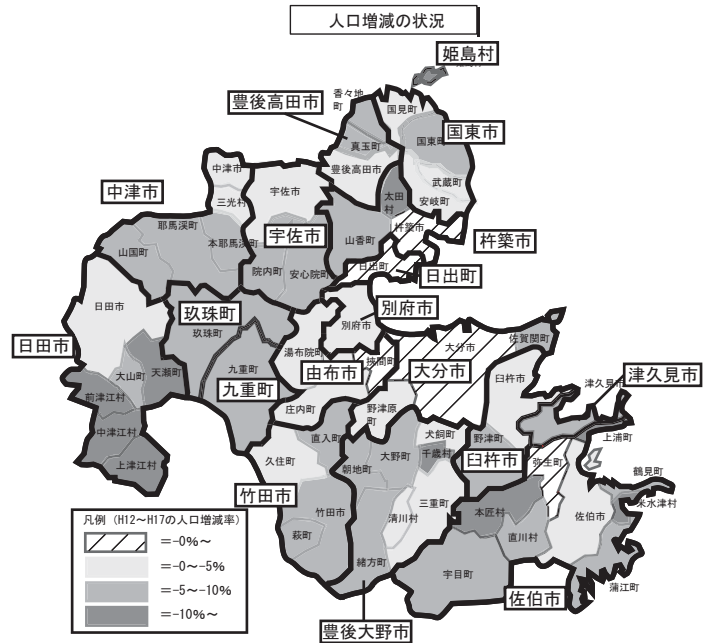 人口増減の状況
姫島村
香々地
町
国見町
豊後高田市
国東市
国東町
真玉町
中津市
宇佐市
豊後高田市
武蔵町
安岐町
太田
村
中津市
三光村
耶馬溪町
本耶馬溪町
宇佐市
山香町
杵築市
杵築市
山国町
院内町
安心院町
日出町
日出町
日田市
玖珠町
玖珠町
別府市
別府市
大分市
佐賀関町
日田市
湯布院町
挾間町
由布市
大分市
臼杵市
津久見市
津久見市
大山町
天瀬町
九重町
九重町
前津江村
庄内町
野津原
町
犬飼町
野津町
上浦町
中津江村
直入町
大野町
千歳村
臼杵市
弥生町
鶴見町
久住町
朝地町
米水津村
上津江村
竹田市
竹田市
清川村
三重町
本匠村
佐伯市
直川村
荻町
緒方町
宇目町
佐伯市
蒲江町
豊後大野市
凡例（H12～H17の人口増減率）
=-0%～
=-0～-5%
=-5～-10%
=-10%～